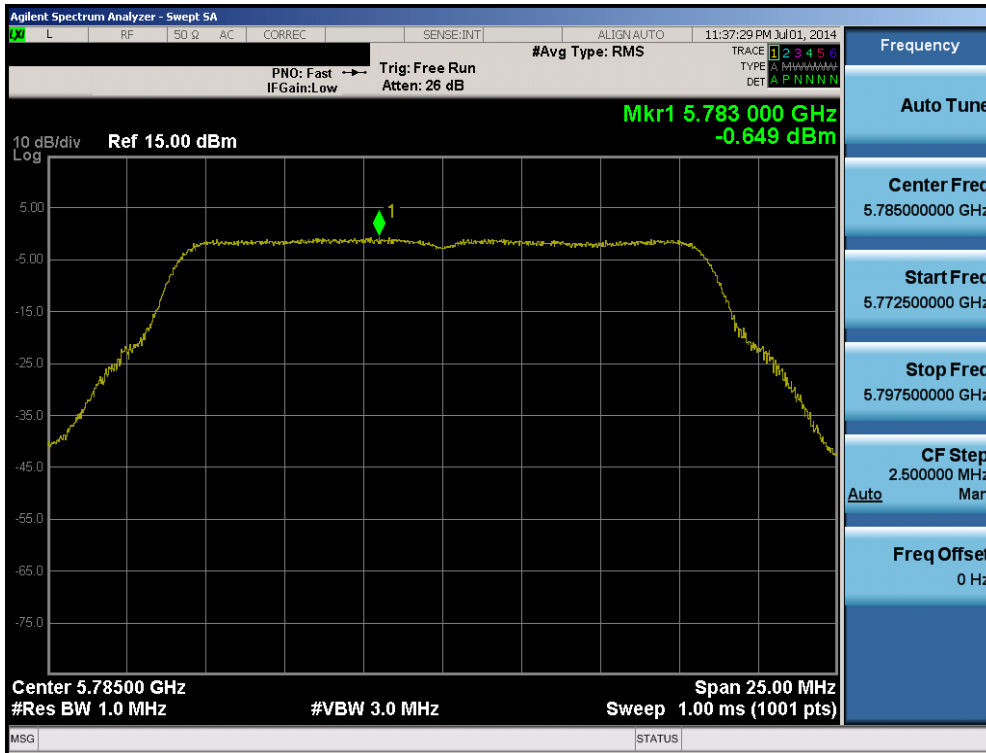 Agilent Spectrum Analyzer - Swept SA
LXI L RF 50 Ω AC CORREC SENSE:INT ALIGN AUTO 11:37:29 PM Jul 01, 2014
Frequency
#Avg Type: RMS
TRACE 1 2 3 4 5 6
PNO: Fast
Trig: Free Run
TYPE A M
IFGain:Low
Atten: 26 dB
DET A P N N N N
Auto Tune
Mkr1 5.783 000 GHz
-0.649 dBm
10 dB/div Ref 15.00 dBm
Log
1
5.00
-5.00
-15.0
-25.0
-35.0
-45.0
-55.0
-65.0
-75.0
Center Freq
5.785000000 GHz
Start Freq
5.772500000 GHz
Stop Freq
5.797500000 GHz
CF Step
2.500000 MHz
Auto Man
Freq Offset
0 Hz
Center 5.78500 GHz Span 25.00 MHz
#Res BW 1.0 MHz #VBW 3.0 MHz Sweep 1.00 ms (1001 pts)
MSG STATUS